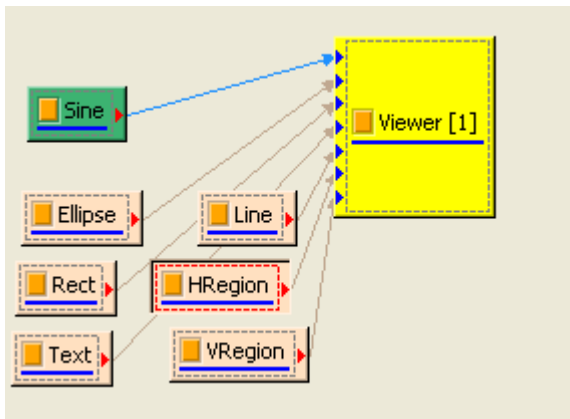 Sine
Viewer [1]
Ellipse
Line
Rect
HRegion
Text
VRegion